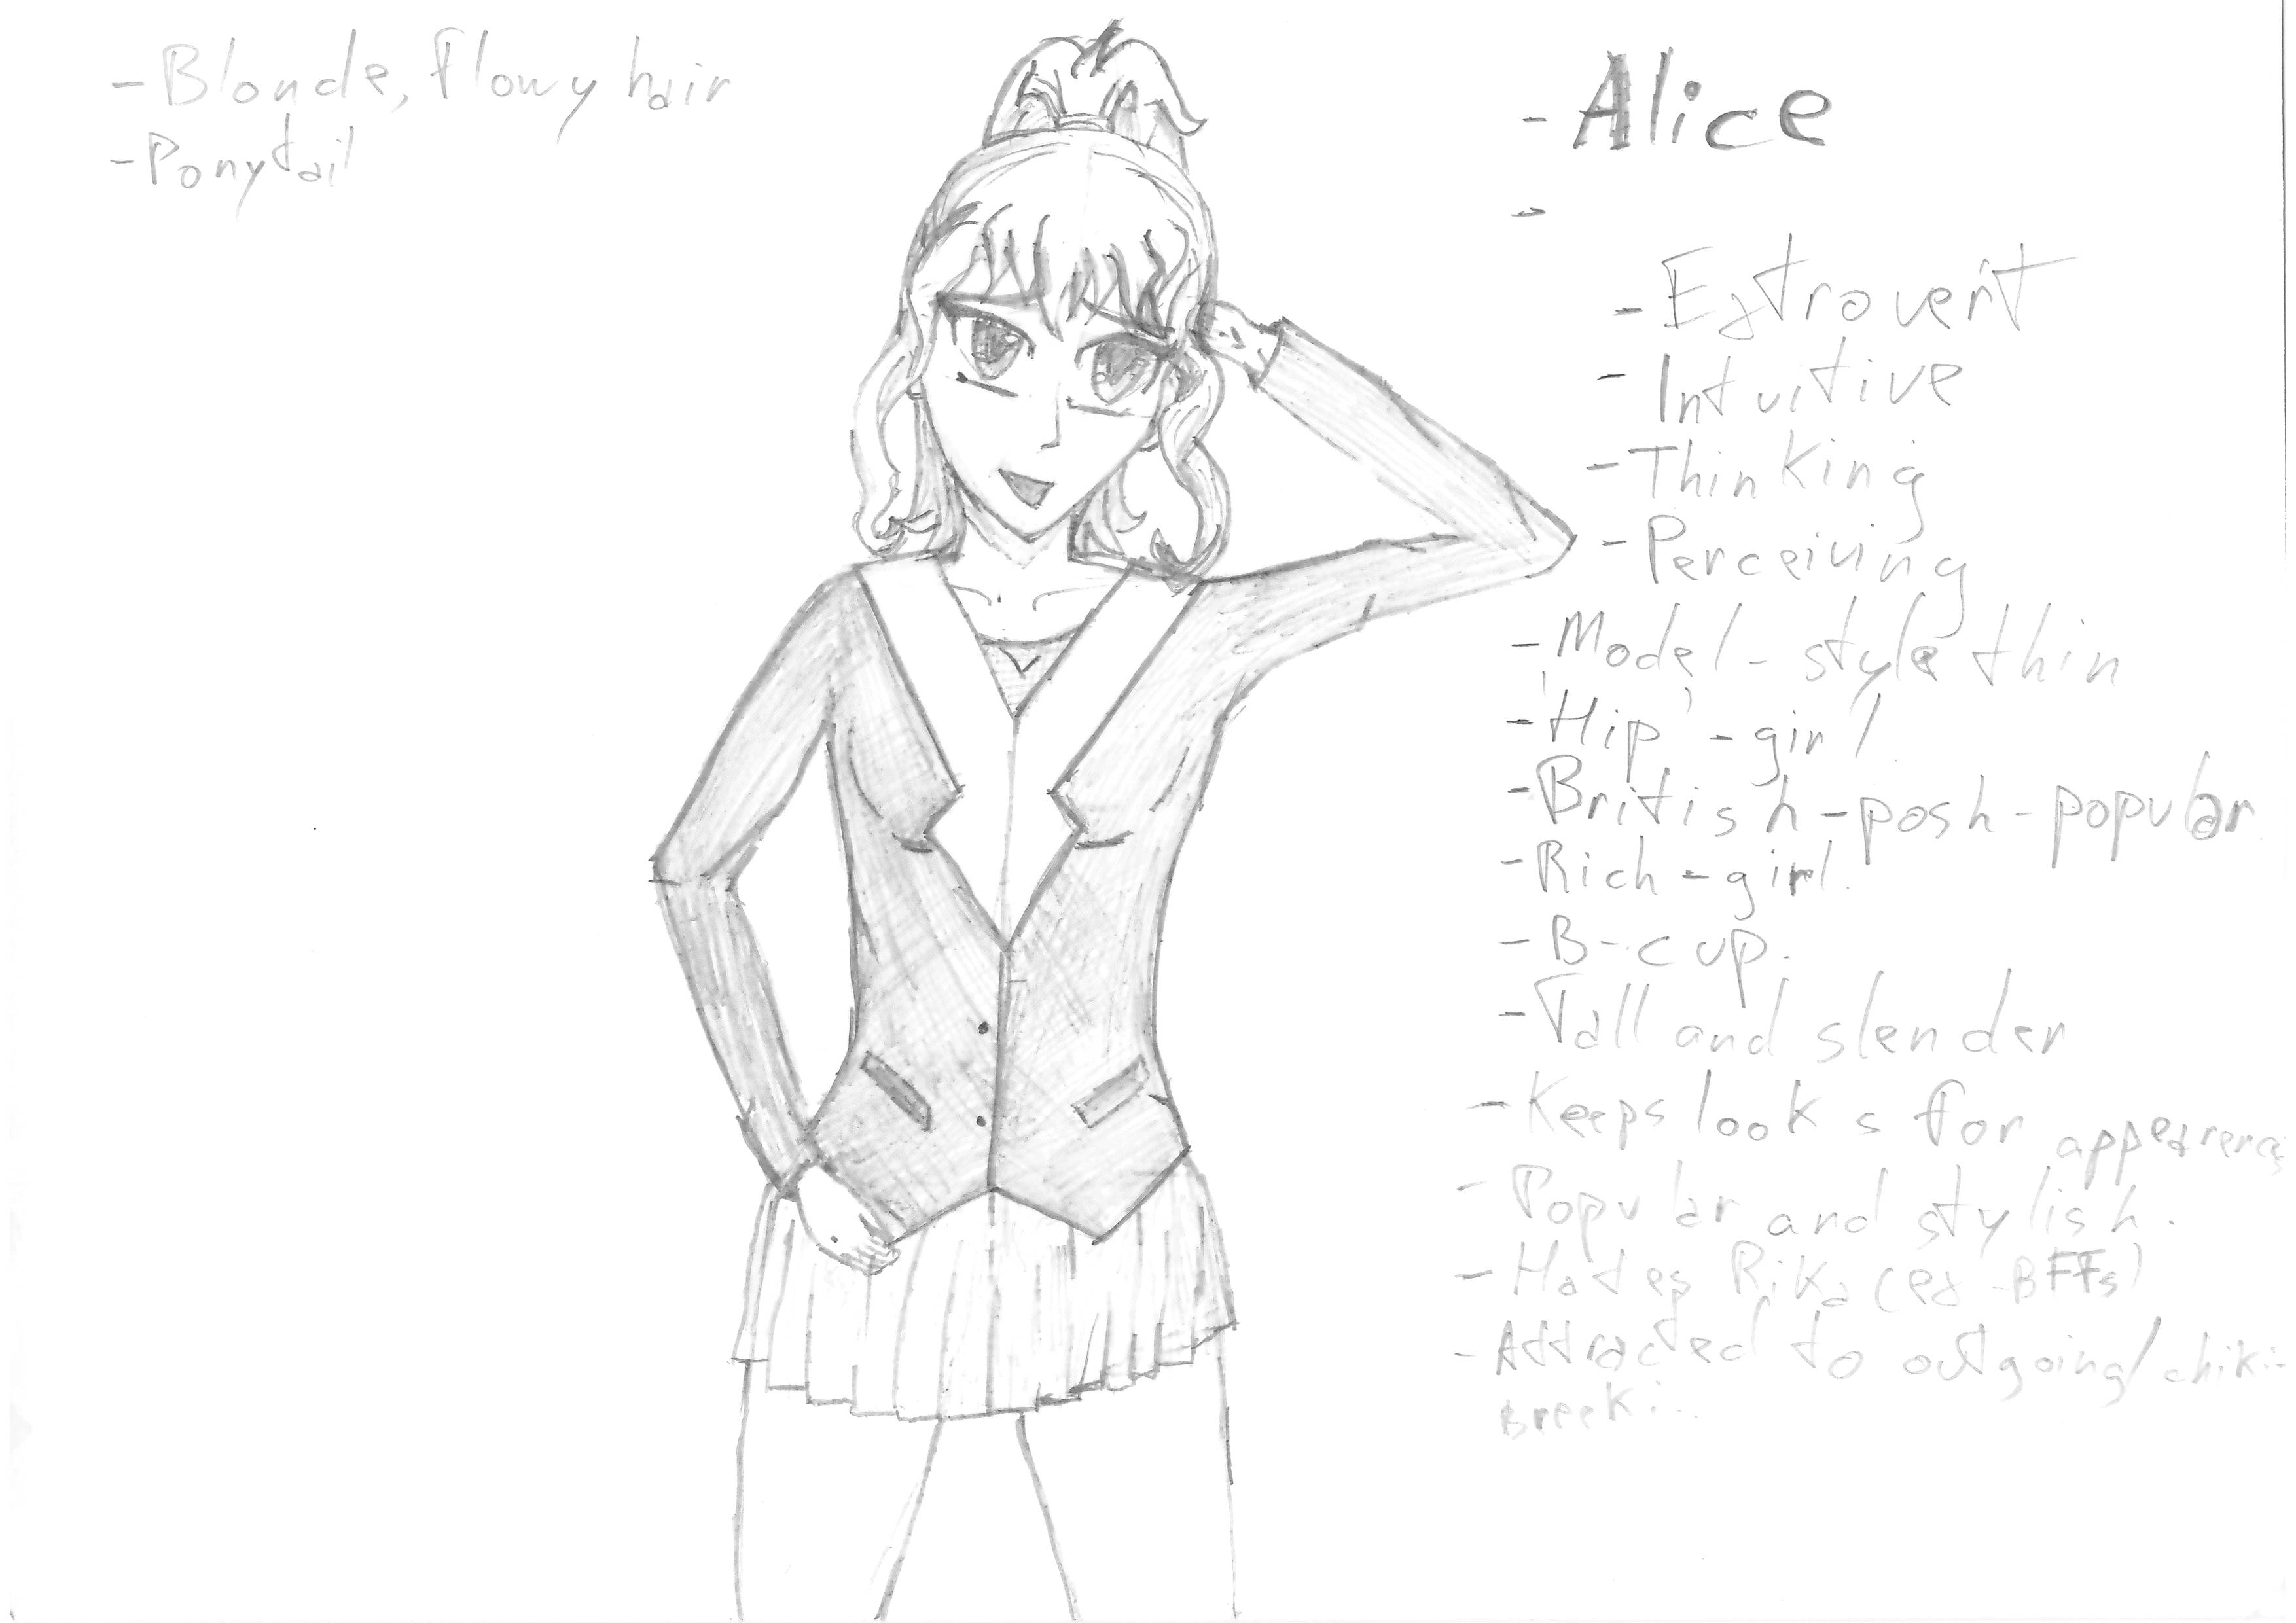 - Blonde, flowy hair
- Ponytail
- Alice
-
- Extrovert
- Intuitive
- Thinking
- Perceiving
- Model-style thin
- 'Hip'-girl
- British-posh-popular
- Rich-girl.
- B-cup.
- Tall and slender
- Keeps looks for
- Popular and stylish.
- Hates Rika (ex-BFFs)
- Attracted to outgoing/chiki-
Breeki..